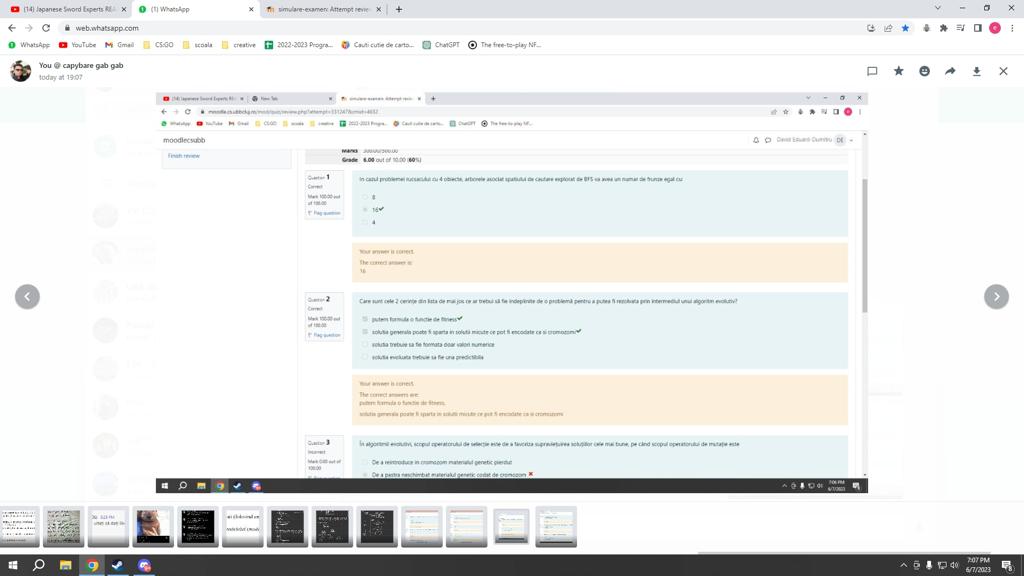 (14) Japanese Sword Experts REA
(1) WhatsApp
simulare-examen: Attempt revie
web.whatsapp.com
WhatsApp
YouTube
Gmail
CS:GO
scoala
creative
2022-2023 Progra...
Cauti cutie de carto...
ChatGPT
The free-to-play NF...
You @ capybare gab gab
today at 19:07
(14) Japanese Sword Experts RE
New Tab
simulare-examen: Attempt revie
WhatsApp
YouTube
Gmail
CS:GO
scoala
creative
2022-2023 Progra...
Cauti cutie de carto...
ChatGPT
The free-to-play NF...
moodlecsubb
David Eduard Dumitriu DE
Finish review
Marks 300.00/500.00
Grade 6.00 out of 10.00 (60%)
Question 1
Correct
Mark 100.00 out
of 100.00
Flag question
In cazul problemei rucsacului cu 4 obiecte, arborele asociat spatiului de cautare explorat de BFS va avea un numar de frunze egal cu:
8
16
4
Your answer is correct.
The correct answer is:
16
Question 2
Correct
Mark 100.00 out
of 100.00
Flag question
Care sunt cele 2 cerințe din lista de mai jos ce ar trebui să fie indeplinite de o problemă pentru a putea fi rezolvata prin intermediul unui algoritm evolutiv?
putem formula o functie de fitness
solutia generala poate fi sparta in solutii micute ce pot fi encodate ca si cromozomi
solutia trebuie sa fie formata doar valori numerice
solutia evoluata trebuie sa fie una predictibila
Your answer is correct.
The correct answers are:
putem formula o functie de fitness,
solutia generala poate fi sparta in solutii micute ce pot fi encodate ca si cromozomi
Question 3
Incorrect
Mark 0.00 out of
100.00
În algoritmii evolutivi, scopul operatorului de selecție este de a favoriza supraviețuirea soluțiilor cele mai bune, pe când scopul operatorului de mutație este
De a reintroduce in cromozom materialul genetic pierdut
De a pastra neschimbat materialul genetic codat de cromozom
7:06 PM
6/7/2023
5:23 PM
7:07 PM
6/7/2023
8